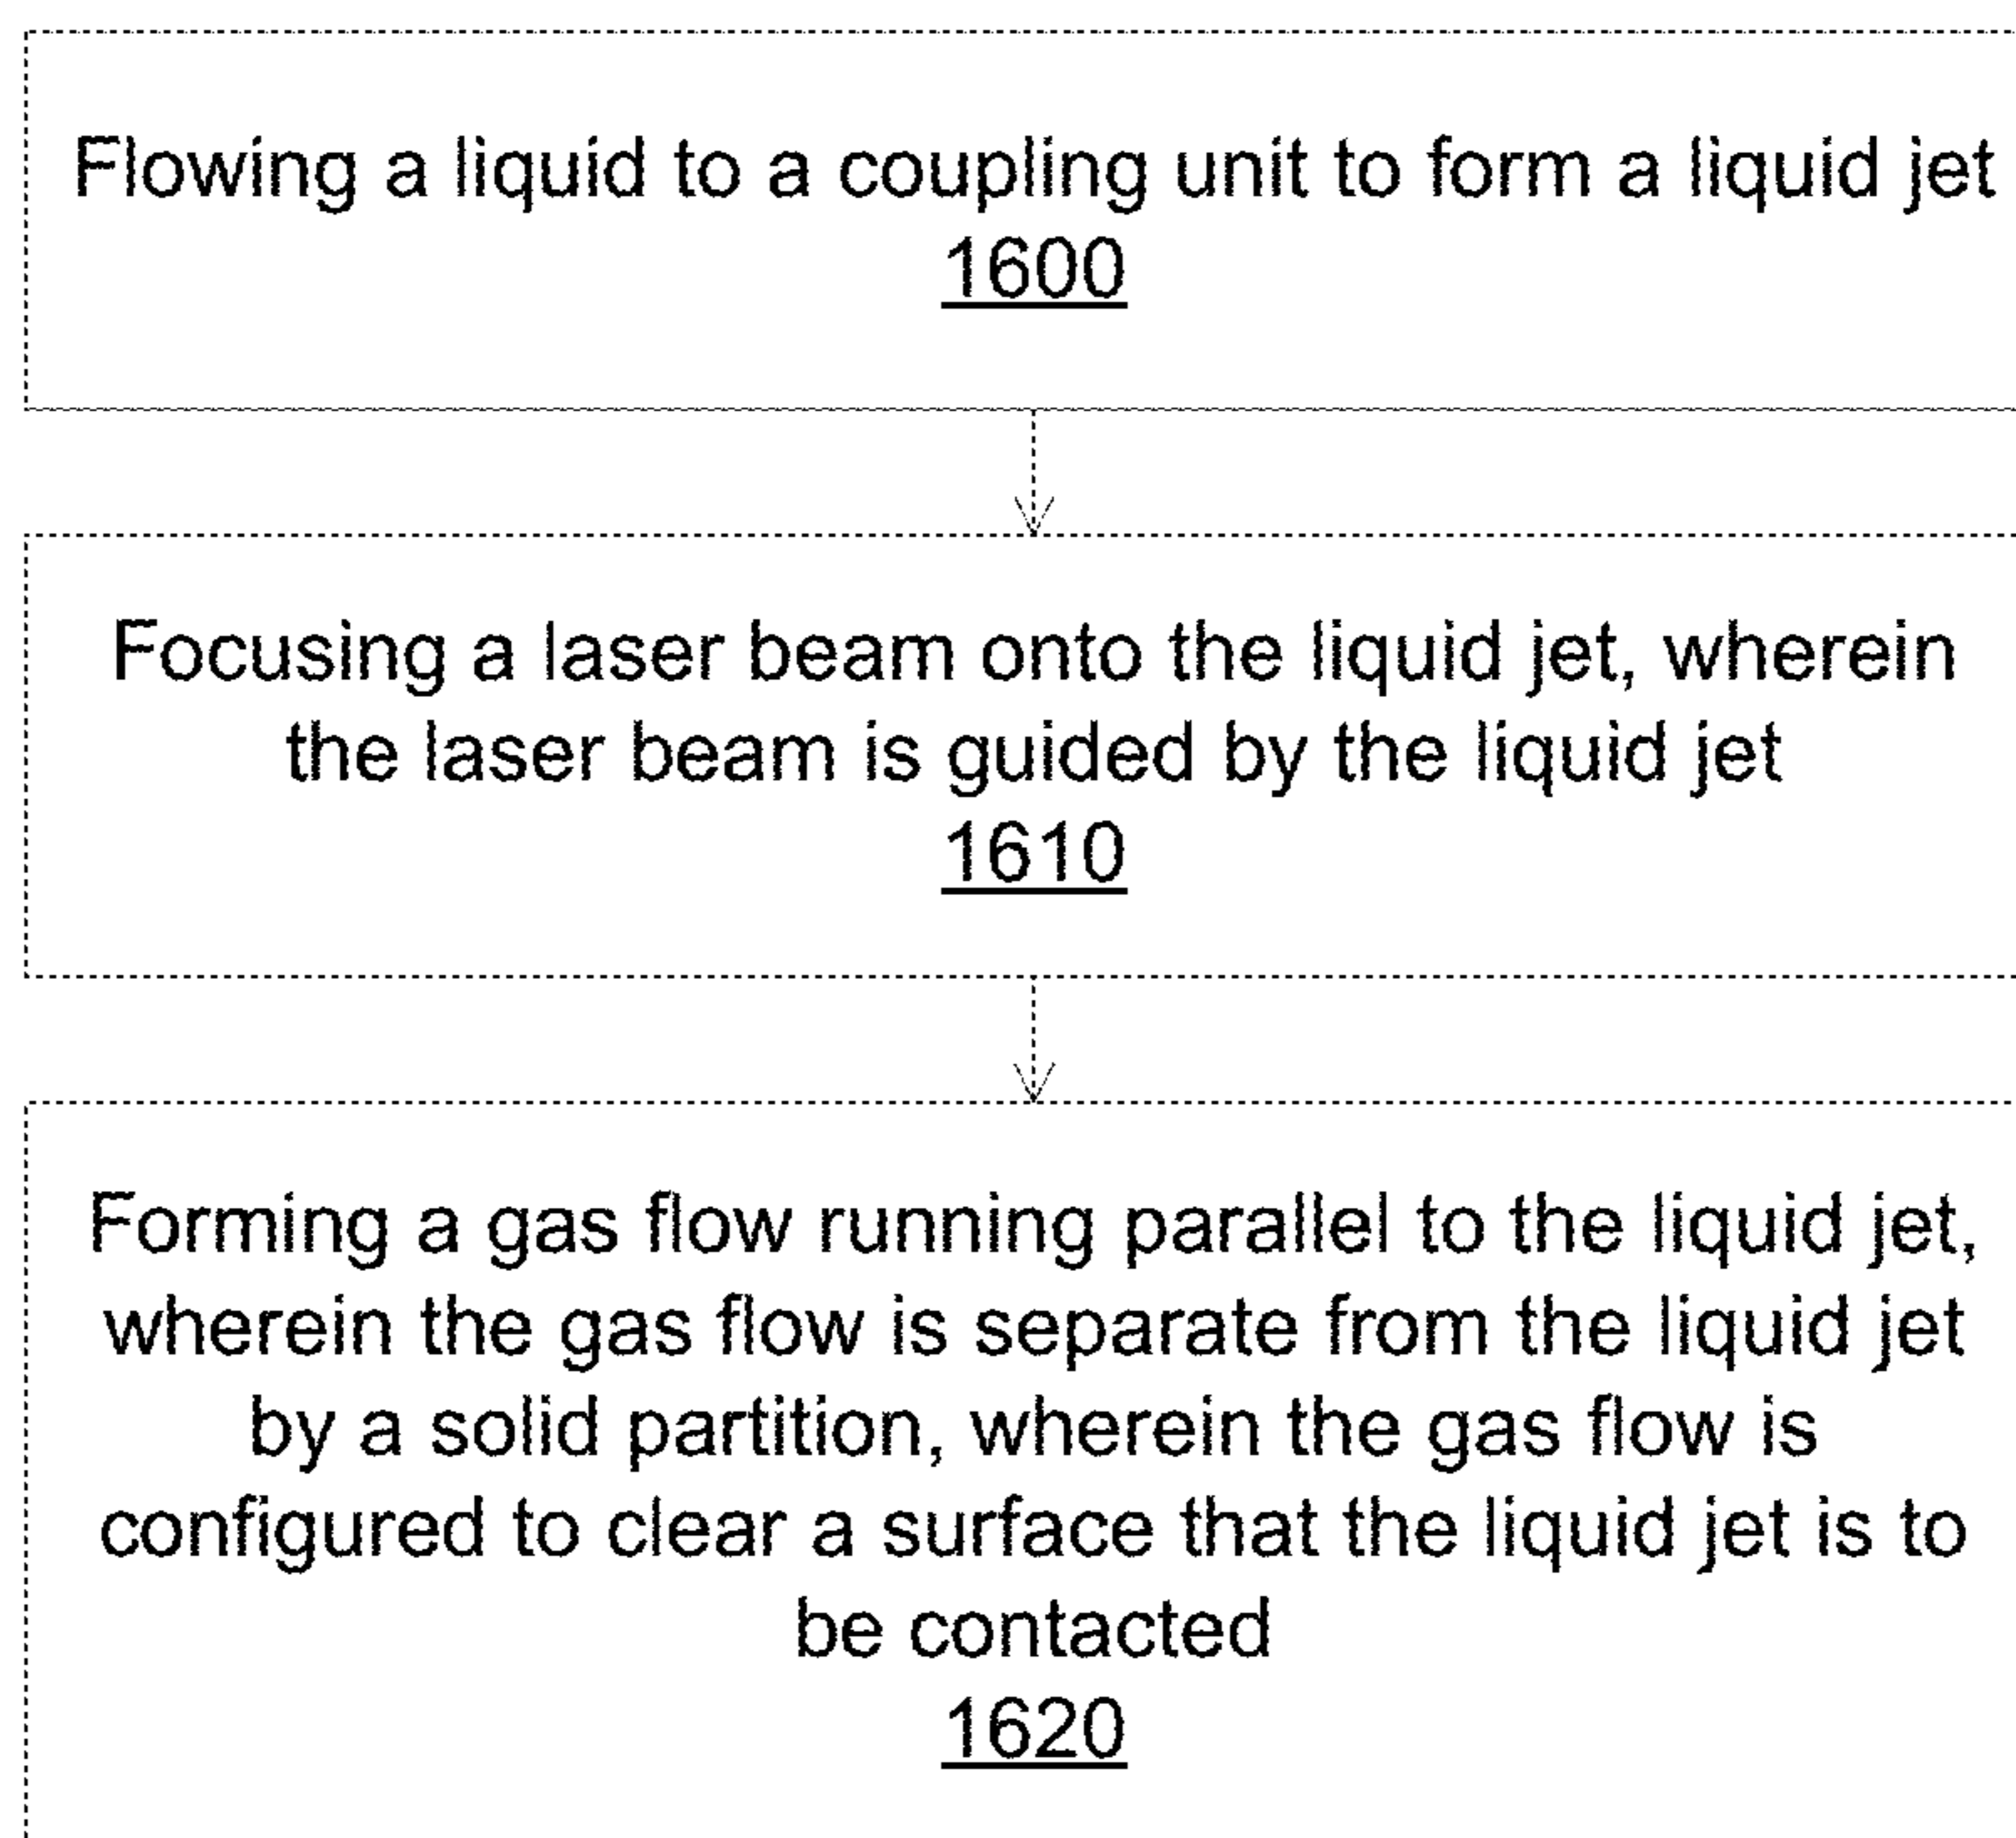 Flowing a liquid to a coupling unit to form a liquid jet
1600
Focusing a laser beam onto the liquid jet, wherein
the laser beam is guided by the liquid jet
1610
Forming a gas flow running parallel to the liquid jet,
wherein the gas flow is separate from the liquid jet
by a solid partition, wherein the gas flow is
configured to clear a surface that the liquid jet is to
be contacted
1620